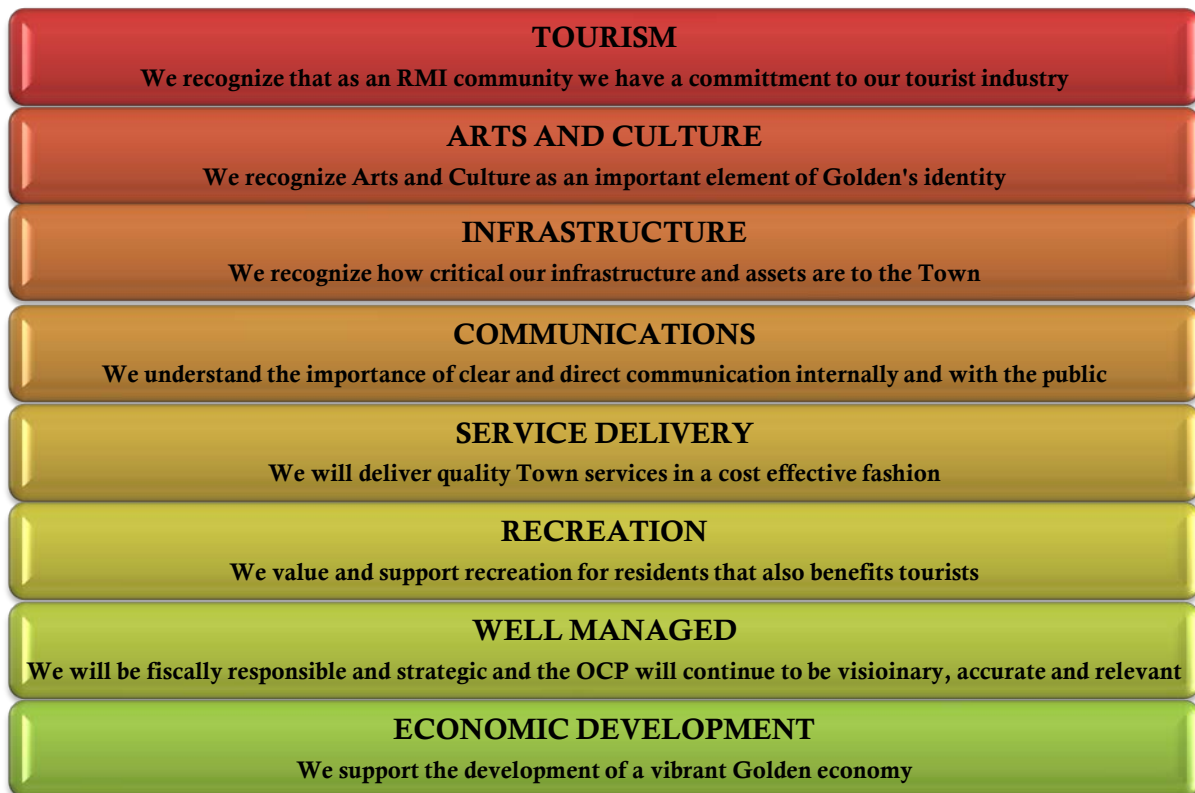 TOURISM
We recognize that as an RMI community we have a committment to our tourist industry
ARTS AND CULTURE
We recognize Arts and Culture as an important element of Golden's identity
INFRASTRUCTURE
We recognize how critical our infrastructure and assets are to the Town
COMMUNICATIONS
We understand the importance of clear and direct communication internally and with the public
SERVICE DELIVERY
We will deliver quality Town services in a cost effective fashion
RECREATION
We value and support recreation for residents that also benefits tourists
WELL MANAGED
We will be fiscally responsible and strategic and the OCP will continue to be visioinary, accurate and relevant
ECONOMIC DEVELOPMENT
We support the development of a vibrant Golden economy